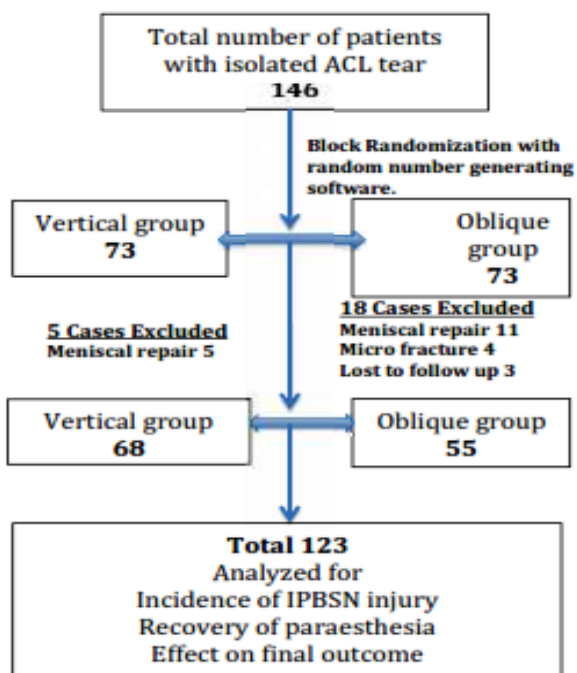 Total number of patients
with isolated ACL tear
146
Block Randomization with
random number generating
software.
Vertical group
73
Oblique
group
73
5 Cases Excluded
Meniscal repair 5
18 Cases Excluded
Meniscal repair 11
Micro fracture 4
Lost to follow up 3
Vertical group
68
Oblique group
55
Total 123
Analyzed for
Incidence of IPBSN injury
Recovery of paraesthesia
Effect on final outcome